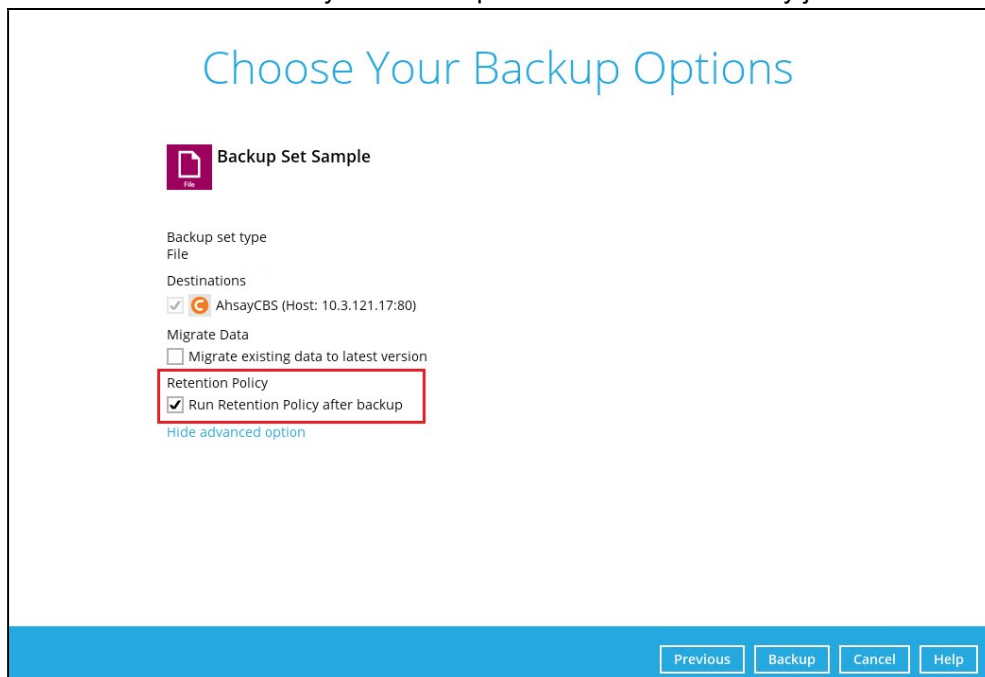 Choose Your Backup Options
Backup Set Sample
File
Backup set type
File
Destinations
AhsayCBS (Host: 10.3.121.17:80)
Migrate Data
Migrate existing data to latest version
Retention Policy
Run Retention Policy after backup
Hide advanced option
Previous Backup Cancel Help